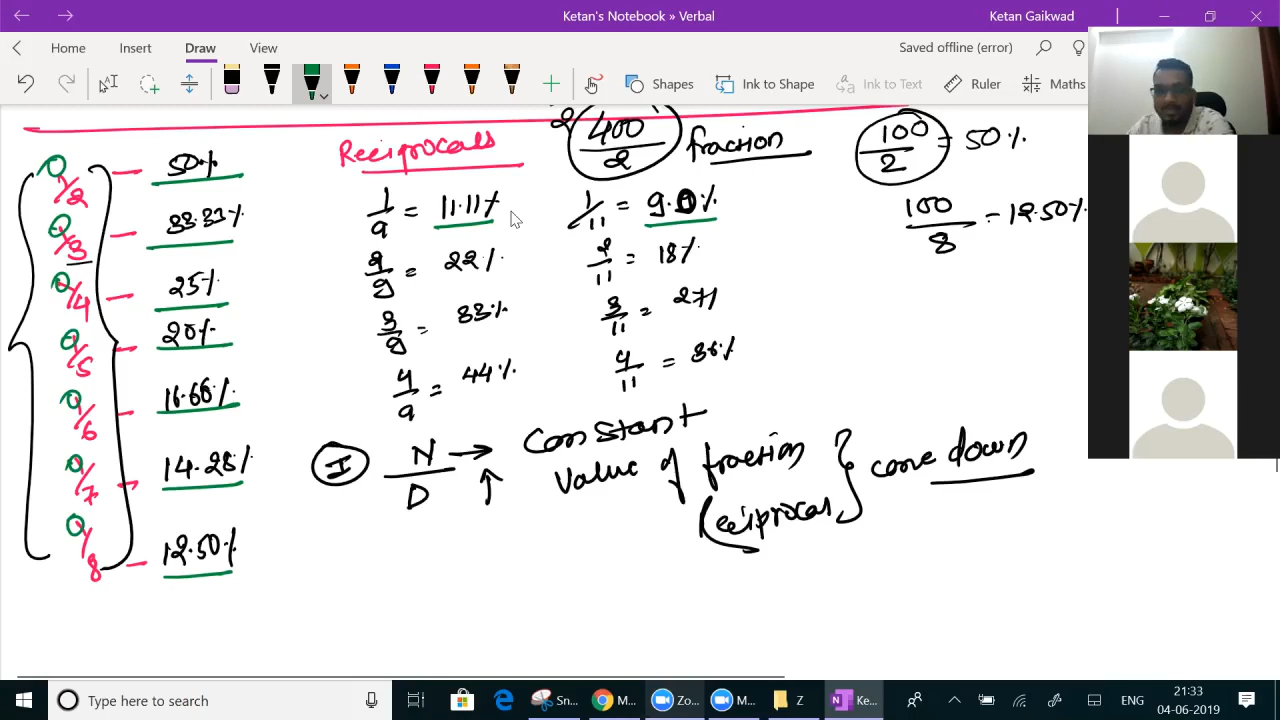 Ketan's Notebook » Verbal
Ketan Gaikwad
Home Insert Draw View
Saved offline (error)
Shapes Ink to Shape Ink to Text Ruler Maths
Reciprocals
400/2 fraction
100/2 = 50%
100/8 = 12.50%
1/2 — 50%
1/3 — 33.33%
1/4 — 25%
1/5 — 20%
1/6 — 16.66%
1/7 — 14.28%
1/8 — 12.50%
1/9 = 11.11%
2/9 = 22%
3/9 = 33%
4/9 = 44%
1/11 = 9.0%
2/11 = 18%
3/11 = 27%
4/11 = 36%
I N/D → ↑ Constant
Value of fraction
(reciprocal } come down
Type here to search
Sn... M... Zo... M... Z Ke...
ENG
21:33
04-06-2019